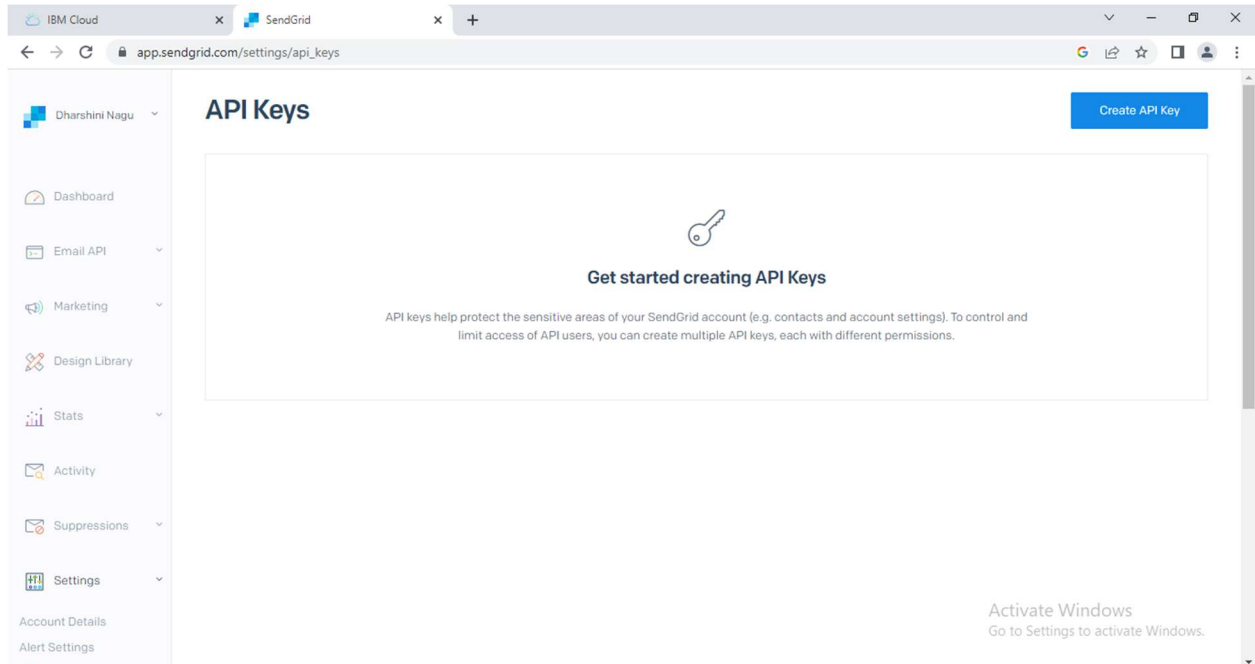 IBM Cloud
SendGrid
app.sendgrid.com/settings/api_keys
Dharshini Nagu
API Keys
Create API Key
Dashboard
Email API
Marketing
Design Library
Stats
Activity
Suppressions
Settings
Account Details
Alert Settings
Get started creating API Keys
API keys help protect the sensitive areas of your SendGrid account (e.g. contacts and account settings). To control and
limit access of API users, you can create multiple API keys, each with different permissions.
Activate Windows
Go to Settings to activate Windows.